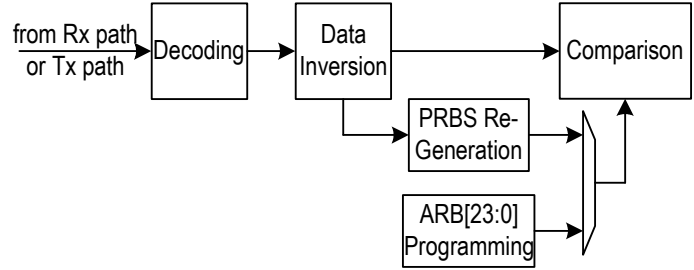 from Rx path
or Tx path
Decoding
Data
Inversion
Comparison
PRBS Re-
Generation
ARB[23:0]
Programming